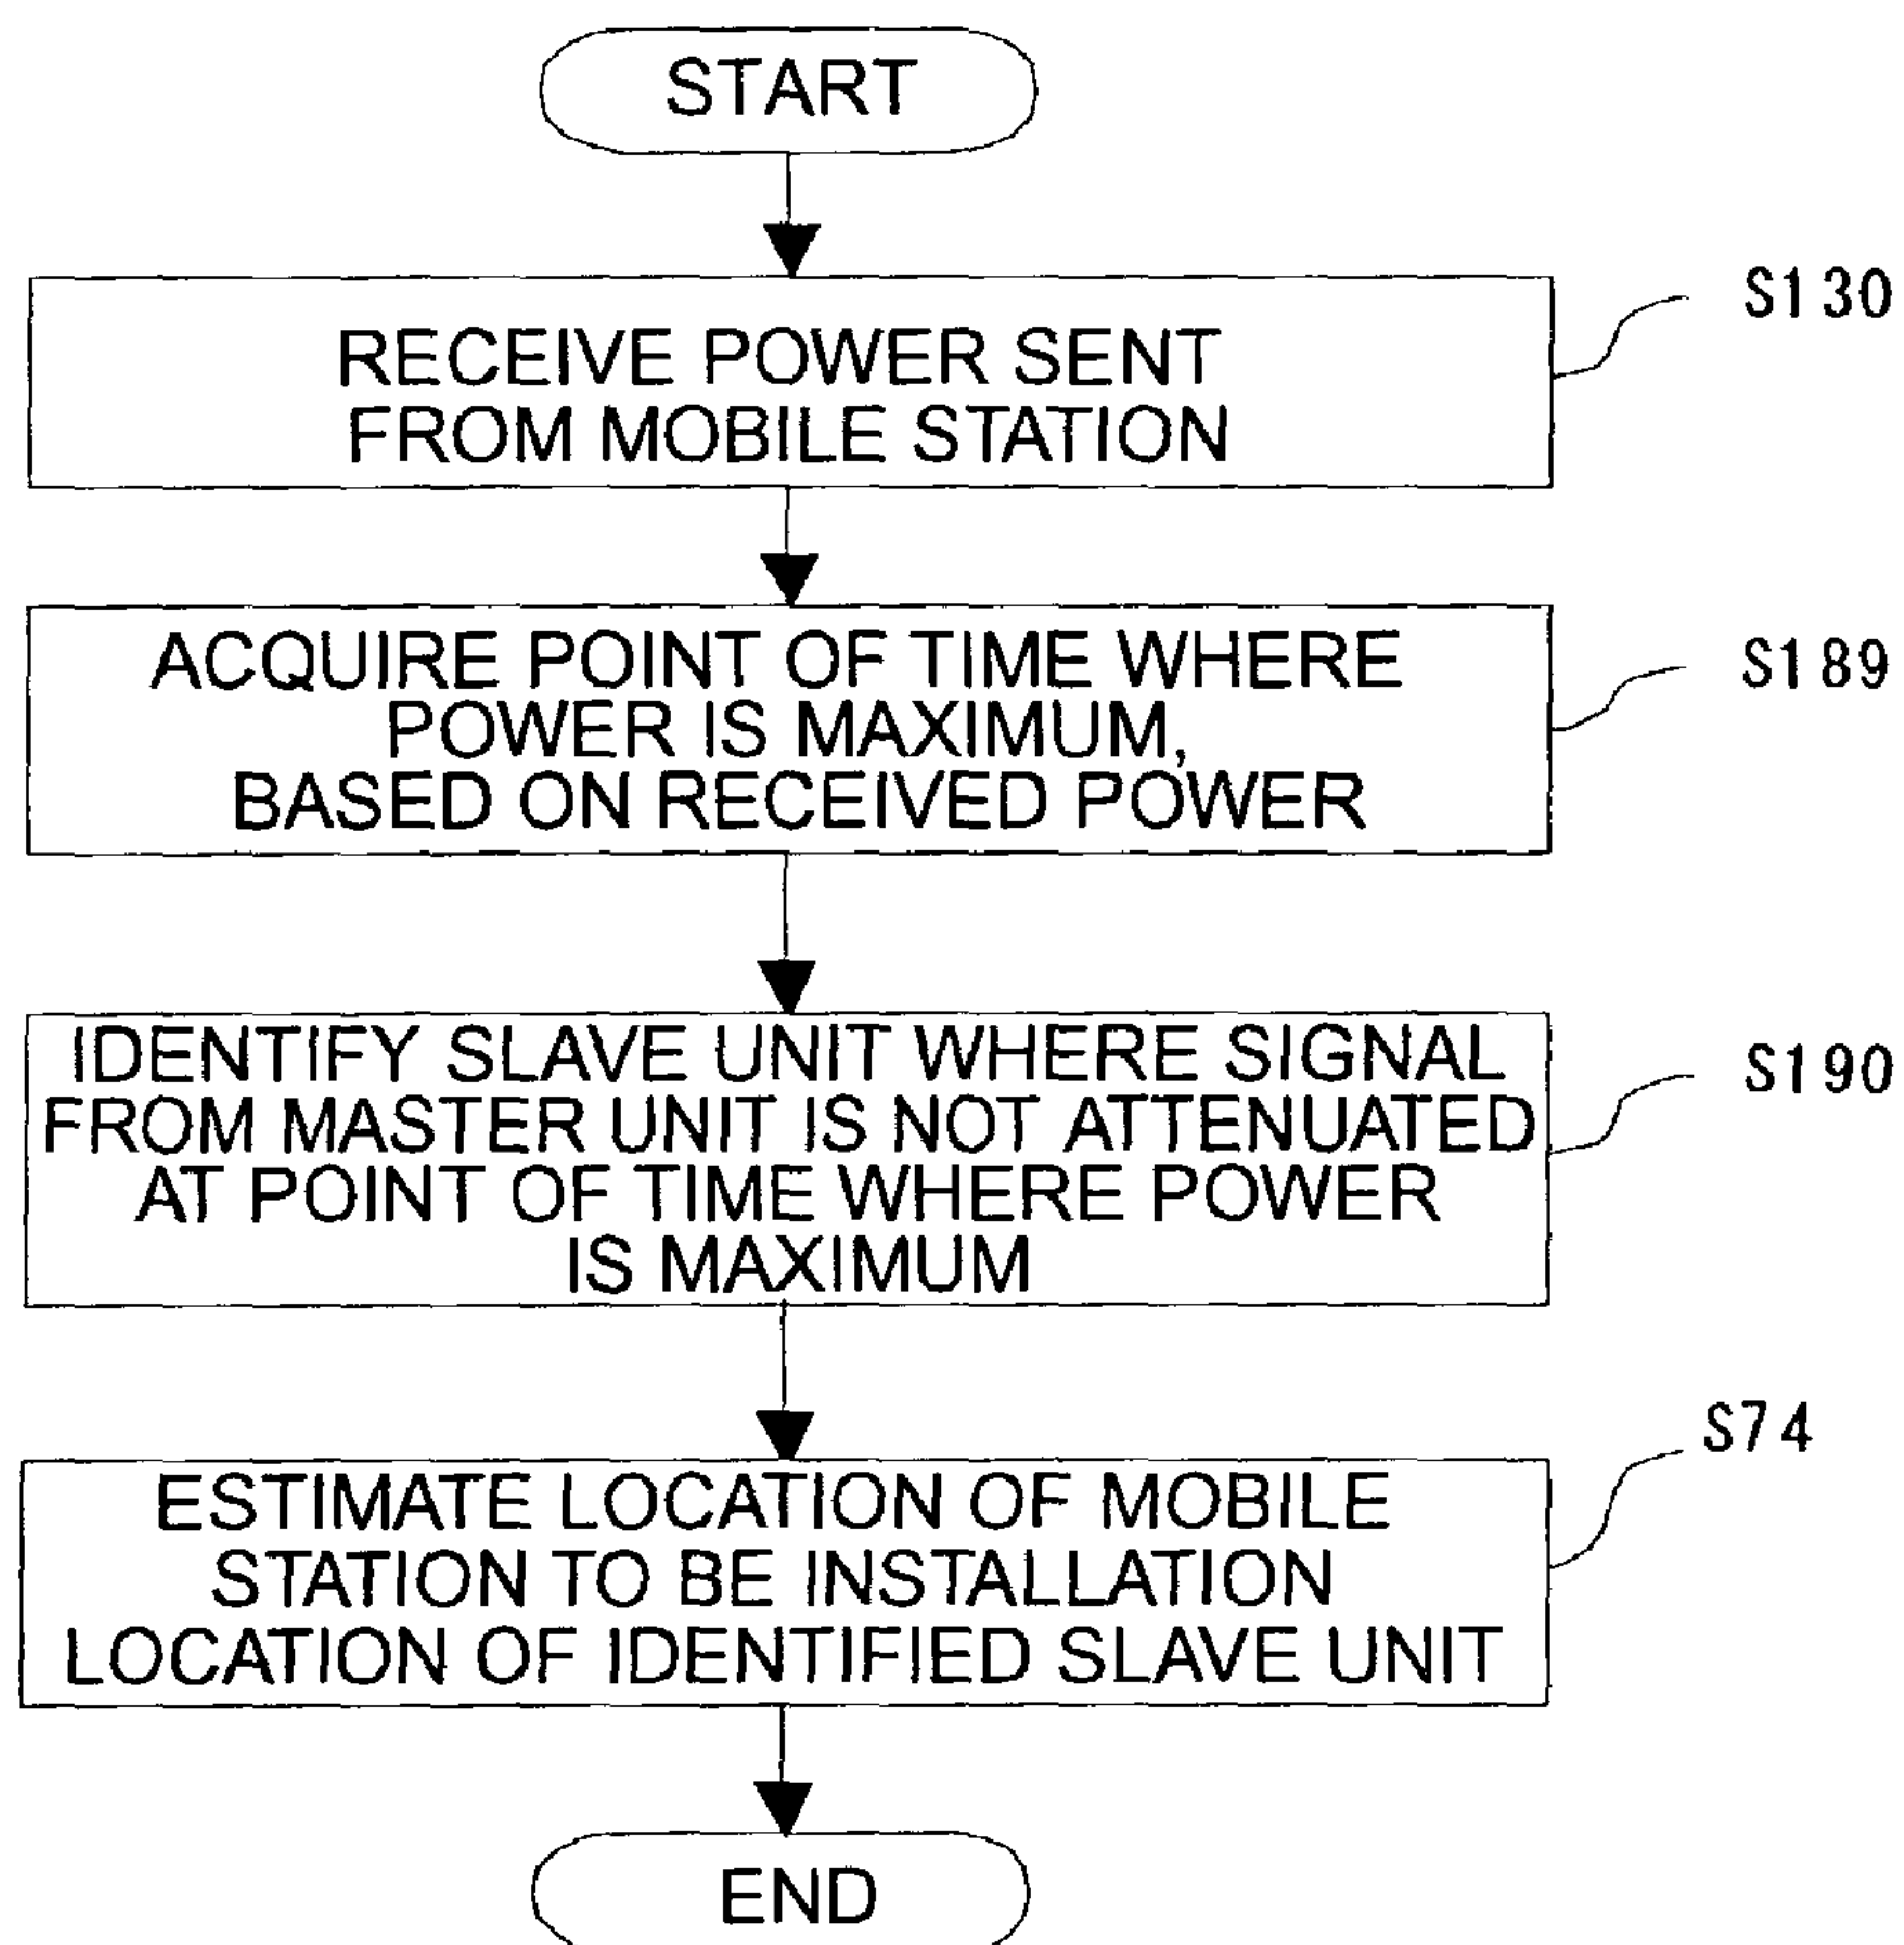 START
S130
RECEIVE POWER SENT
FROM MOBILE STATION
S189
ACQUIRE POINT OF TIME WHERE
POWER IS MAXIMUM,
BASED ON RECEIVED POWER
S190
IDENTIFY SLAVE UNIT WHERE SIGNAL
FROM MASTER UNIT IS NOT ATTENUATED
AT POINT OF TIME WHERE POWER
IS MAXIMUM
S74
ESTIMATE LOCATION OF MOBILE
STATION TO BE INSTALLATION
LOCATION OF IDENTIFIED SLAVE UNIT
END